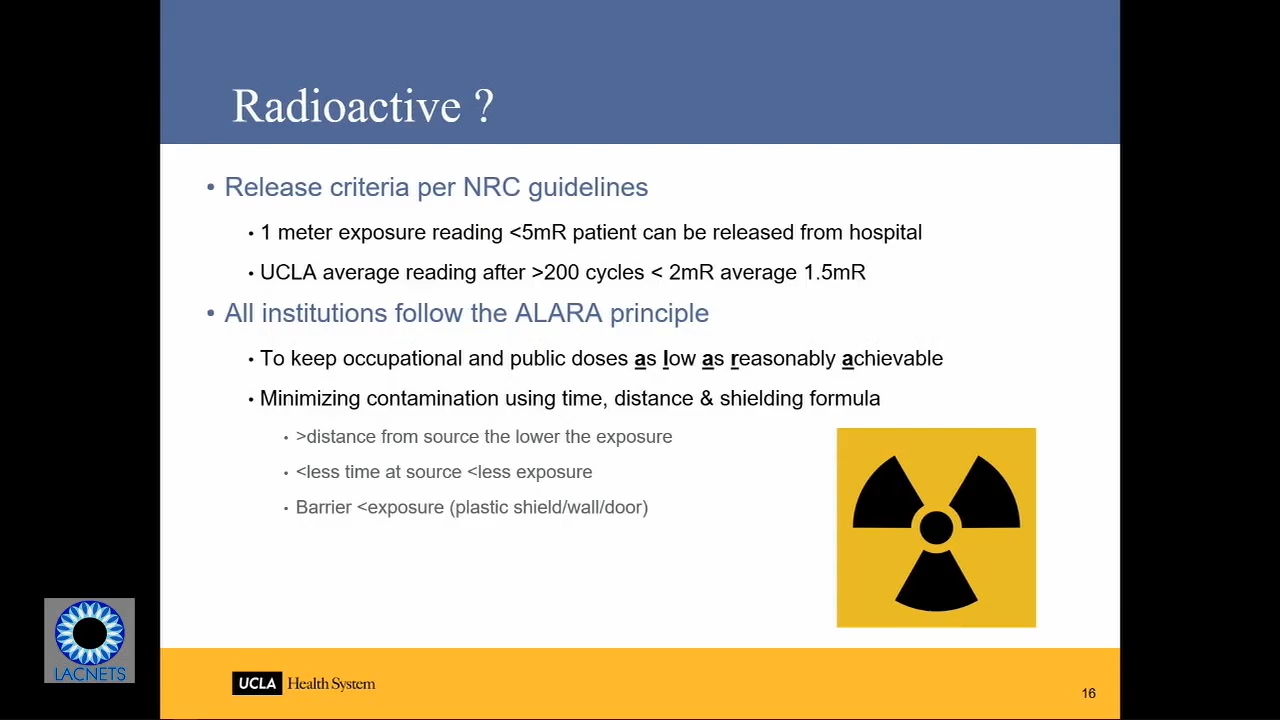 Radioactive ?
• Release criteria per NRC guidelines
• 1 meter exposure reading <5mR patient can be released from hospital
• UCLA average reading after >200 cycles < 2mR average 1.5mR
• All institutions follow the ALARA principle
• To keep occupational and public doses as low as reasonably achievable
• Minimizing contamination using time, distance & shielding formula
• >distance from source the lower the exposure
• <less time at source <less exposure
• Barrier <exposure (plastic shield/wall/door)
LACNETS
UCLA Health System
16